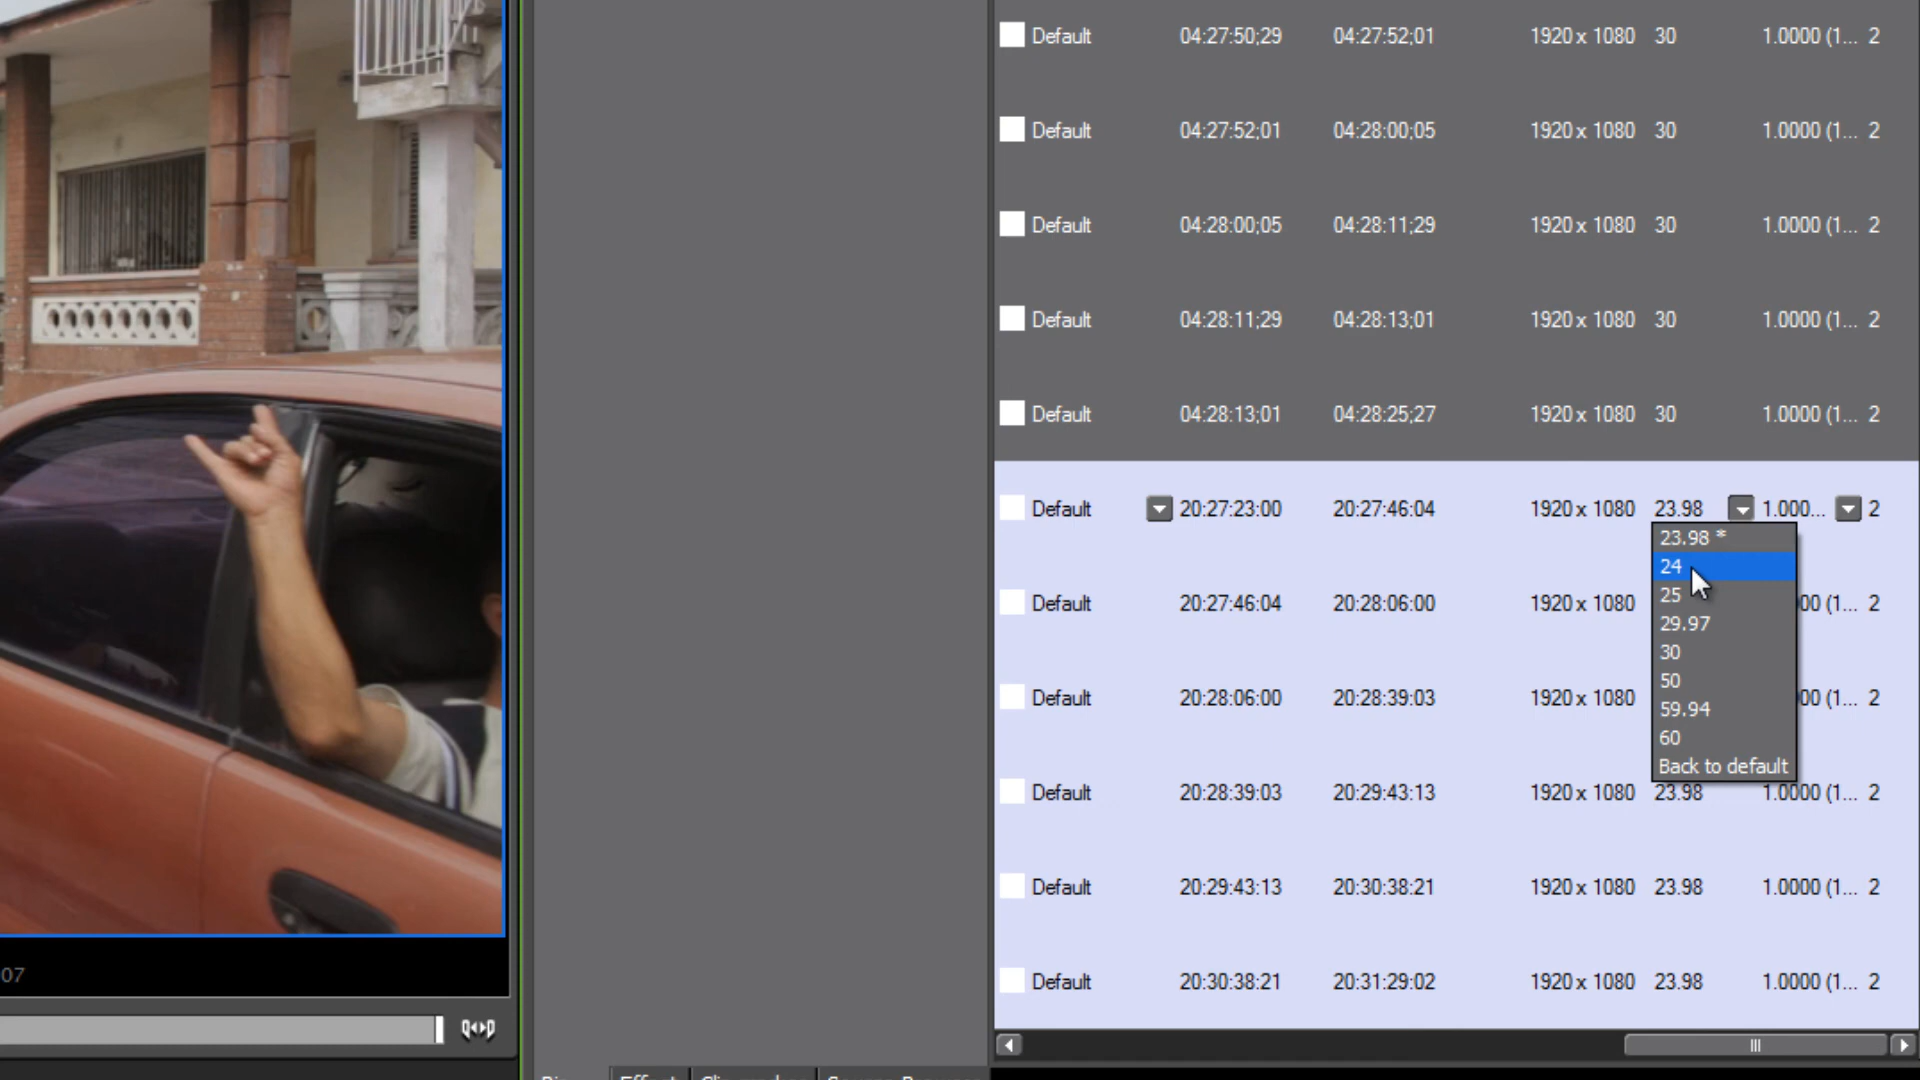 Default 04:27:50;29 04:27:52;01 1920 x 1080 30 1.0000 (1... 2
Default 04:27:52;01 04:28:00;05 1920 x 1080 30 1.0000 (1... 2
Default 04:28:00;05 04:28:11;29 1920 x 1080 30 1.0000 (1... 2
Default 04:28:11;29 04:28:13;01 1920 x 1080 30 1.0000 (1... 2
Default 04:28:13;01 04:28:25;27 1920 x 1080 30 1.0000 (1... 2
Default 20:27:23:00 20:27:46:04 1920 x 1080 23.98 1.000... 2
23.98 *
24
25
29.97
30
50
59.94
60
Back to default
Default 20:27:46:04 20:28:06:00 1920 x 1080 00 (1... 2
Default 20:28:06:00 20:28:39:03 1920 x 1080 00 (1... 2
Default 20:28:39:03 20:29:43:13 1920 x 1080 23.98 1.0000 (1... 2
Default 20:29:43:13 20:30:38:21 1920 x 1080 23.98 1.0000 (1... 2
Default 20:30:38:21 20:31:29:02 1920 x 1080 23.98 1.0000 (1... 2
07